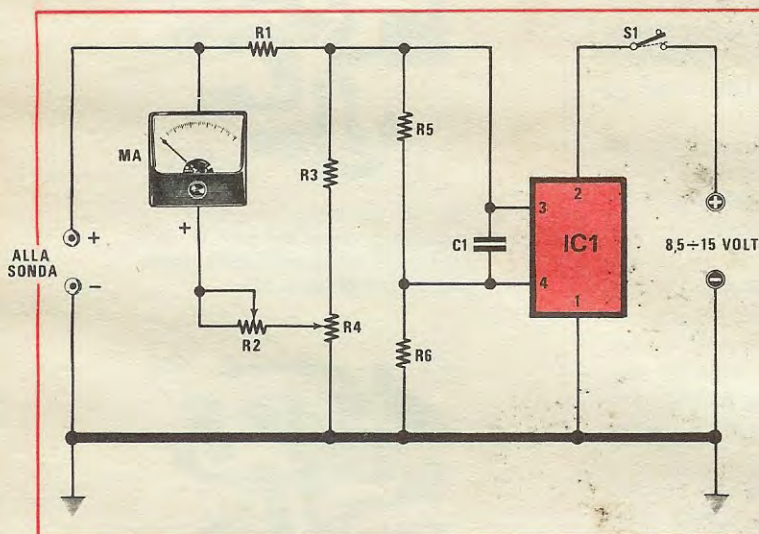 R1
S1
MA
R3
R5
+
ALLA
SONDA
+
−
R2
R4
C1
R6
3
4
2
1
IC1
+
8,5÷15 VOLT
−